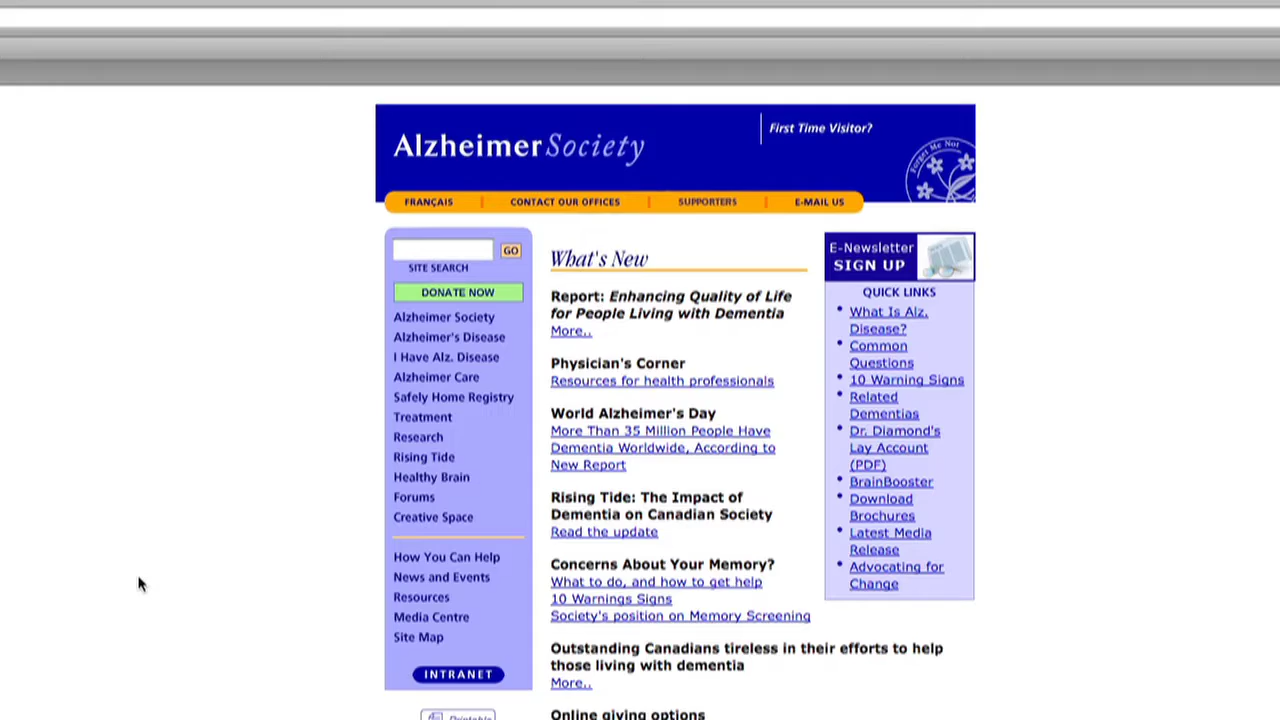 Alzheimer Society
First Time Visitor?
Forget Me Not
FRANÇAIS
CONTACT OUR OFFICES
SUPPORTERS
E-MAIL US
GO
SITE SEARCH
DONATE NOW
Alzheimer Society
Alzheimer's Disease
I Have Alz. Disease
Alzheimer Care
Safely Home Registry
Treatment
Research
Rising Tide
Healthy Brain
Forums
Creative Space
How You Can Help
News and Events
Resources
Media Centre
Site Map
INTRANET
Printable
What's New
Report: Enhancing Quality of Life
for People Living with Dementia
More..
Physician's Corner
Resources for health professionals
World Alzheimer's Day
More Than 35 Million People Have
Dementia Worldwide, According to
New Report
Rising Tide: The Impact of
Dementia on Canadian Society
Read the update
Concerns About Your Memory?
What to do, and how to get help
10 Warnings Signs
Society's position on Memory Screening
Outstanding Canadians tireless in their efforts to help
those living with dementia
More..
Online giving options
E-Newsletter
SIGN UP
QUICK LINKS
What Is Alz.
Disease?
Common
Questions
10 Warning Signs
Related
Dementias
Dr. Diamond's
Lay Account
(PDF)
BrainBooster
Download
Brochures
Latest Media
Release
Advocating for
Change